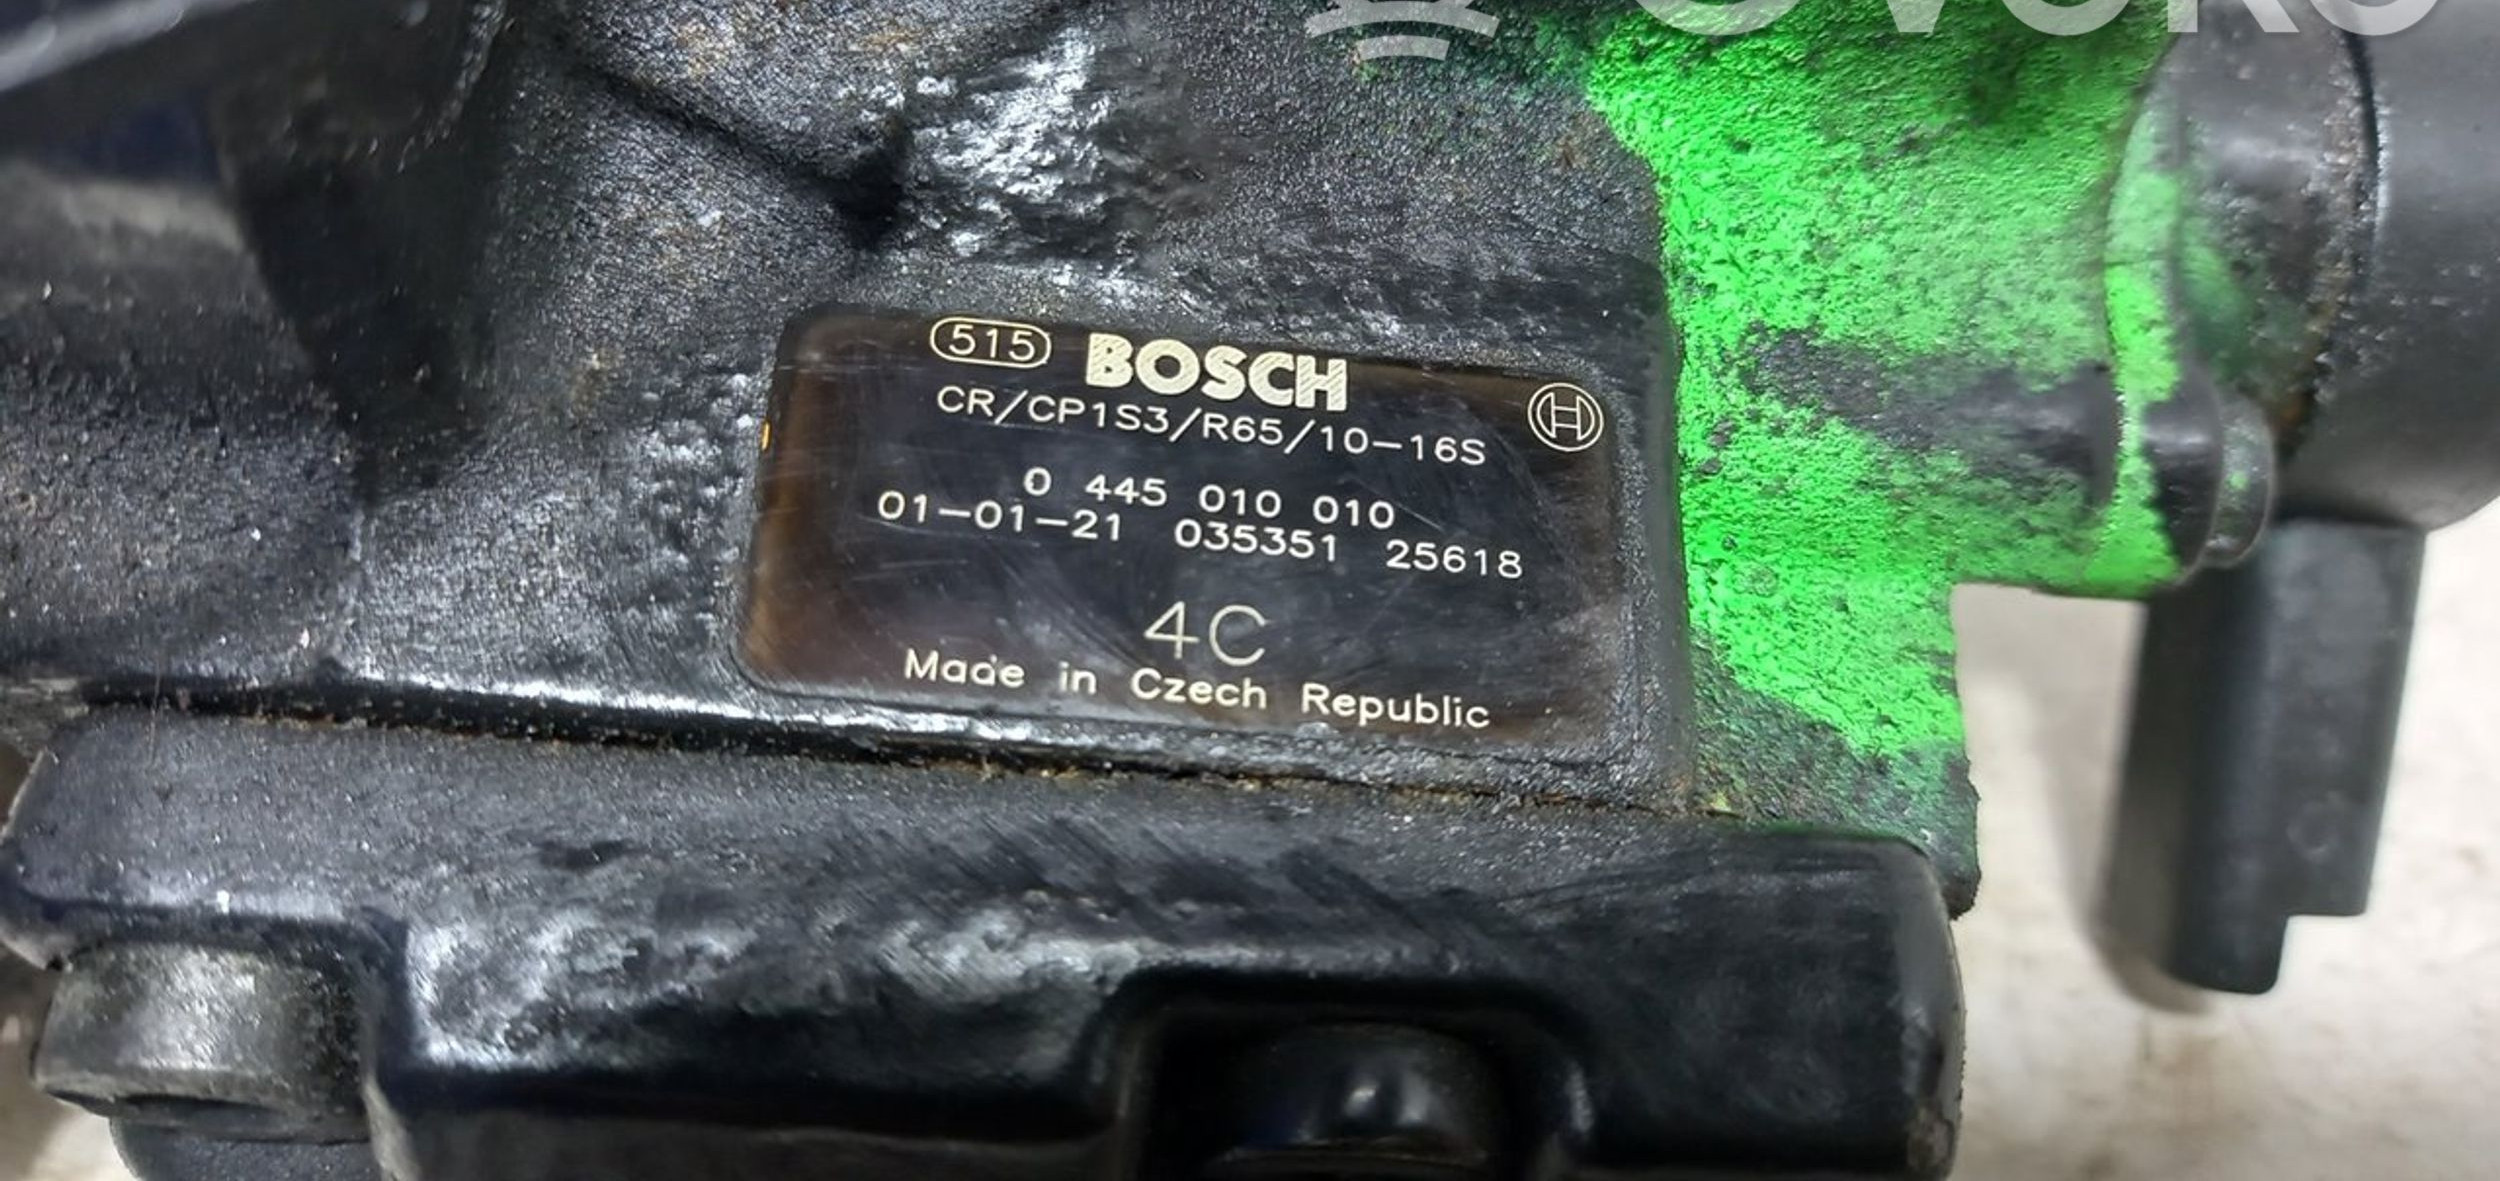 515 BOSCH
CR/CP1S3/R65/10-16S
0 445 010 010
01-01-21 035351 25618
4C
Made in Czech Republic